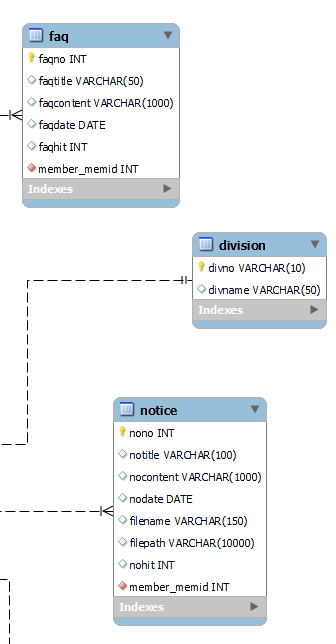 faq
faqno INT
faqtitle VARCHAR(50)
faqcontent VARCHAR(1000)
faqdate DATE
faqhit INT
member_memid INT
Indexes
division
divno VARCHAR(10)
divname VARCHAR(50)
Indexes
notice
nono INT
notitle VARCHAR(100)
nocontent VARCHAR(1000)
nodate DATE
filename VARCHAR(150)
filepath VARCHAR(10000)
nohit INT
member_memid INT
Indexes